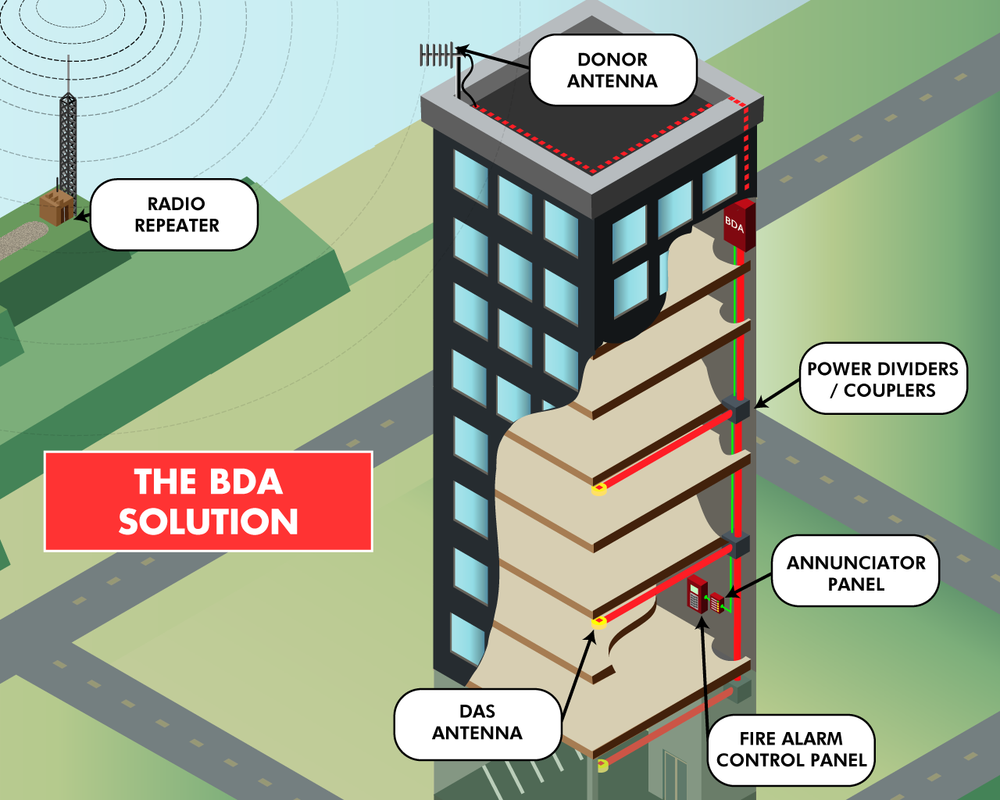 DONOR
ANTENNA
RADIO
REPEATER
BDA
POWER DIVIDERS
/ COUPLERS
THE BDA
SOLUTION
ANNUNCIATOR
PANEL
DAS
ANTENNA
FIRE ALARM
CONTROL PANEL